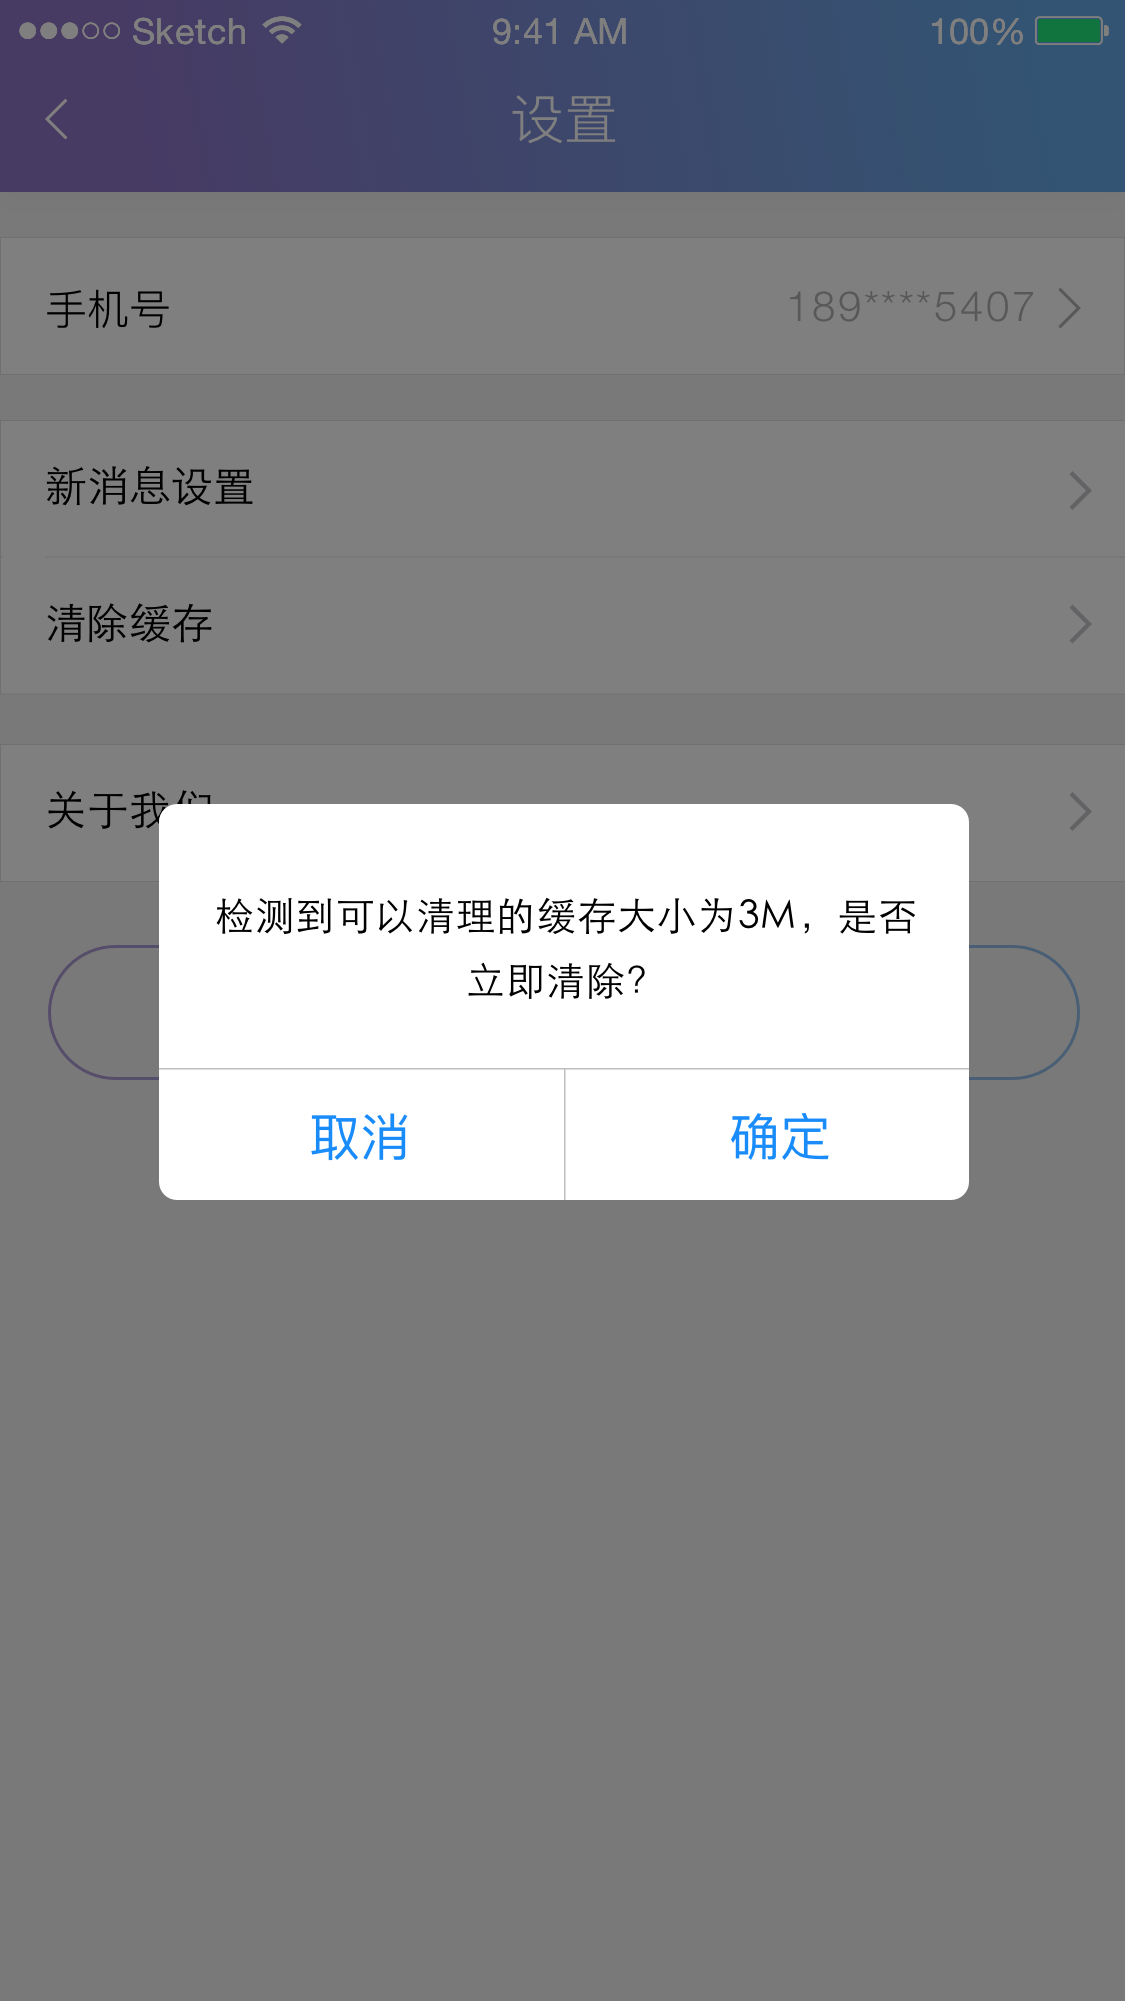 Sketch 9:41 AM 100%
设置
手机号 189****5407
新消息设置
清除缓存
关于我们
检测到可以清理的缓存大小为3M，是否
立即清除?
取消 确定